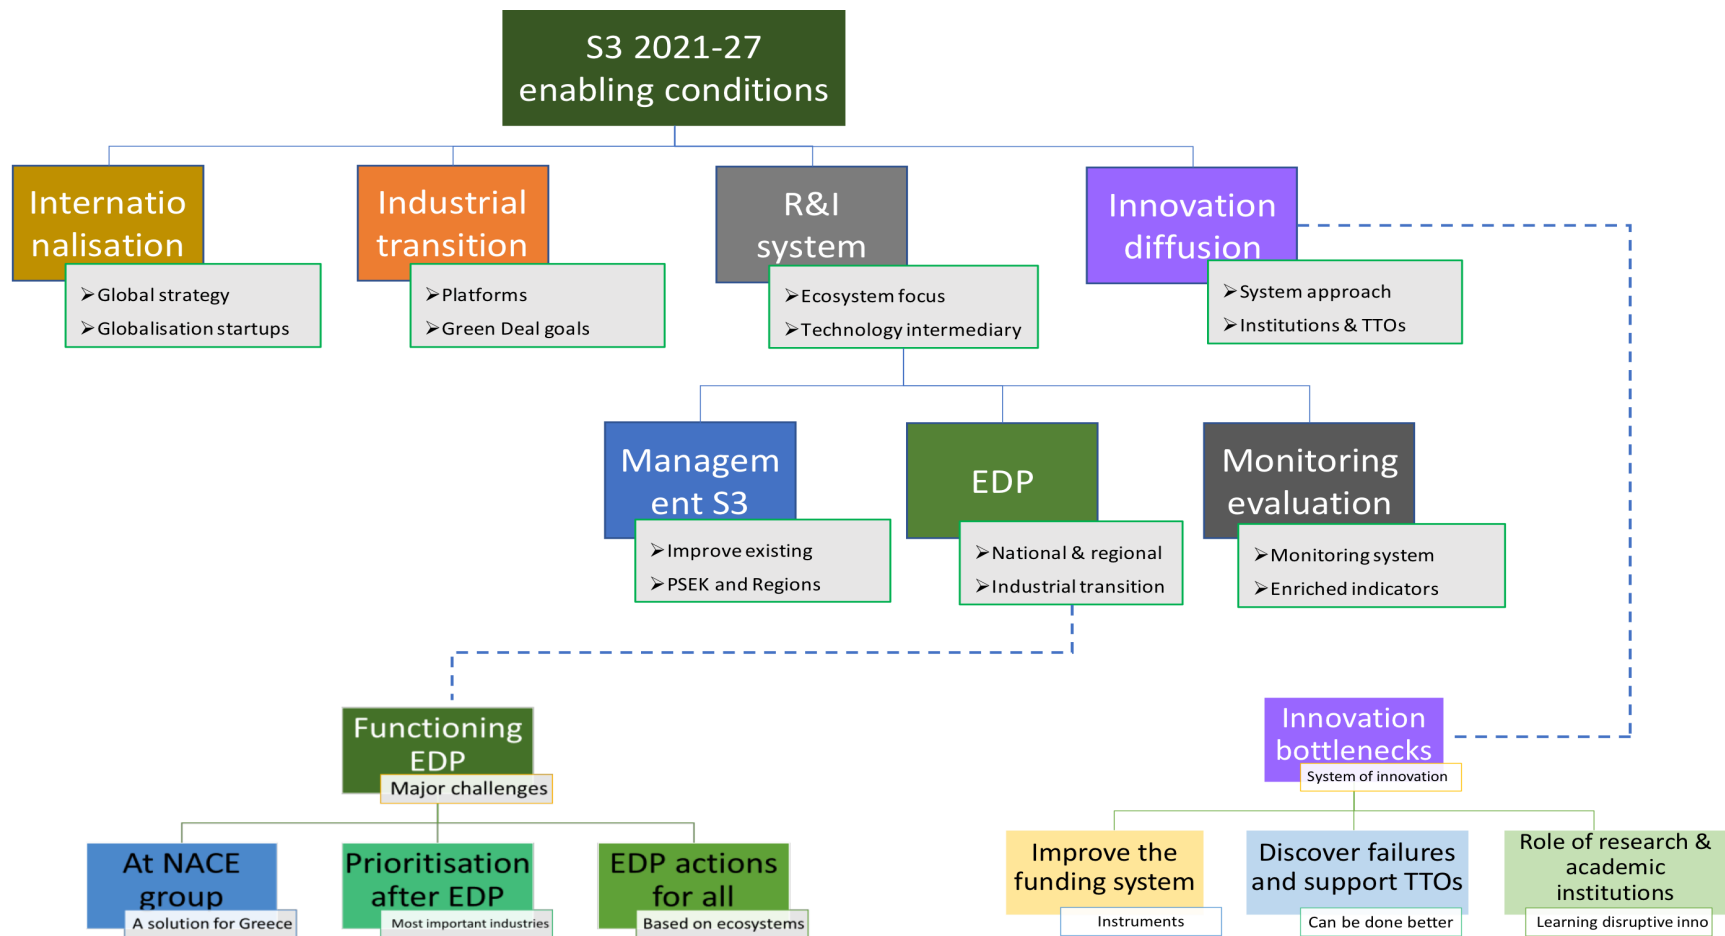 S3 2021-27
enabling conditions
Internatio
nalisation
➢Global strategy
➢Globalisation startups
Industrial
transition
➢Platforms
➢Green Deal goals
R&I
system
➢Ecosystem focus
➢Technology intermediary
Innovation
diffusion
➢System approach
➢Institutions & TTOs
Managem
ent S3
➢Improve existing
➢PSEK and Regions
EDP
➢National & regional
➢Industrial transition
Monitoring
evaluation
➢Monitoring system
➢Enriched indicators
Functioning
EDP
Major challenges
At NACE
group
A solution for Greece
Prioritisation
after EDP
Most important industries
EDP actions
for all
Based on ecosystems
Innovation
bottlenecks
System of innovation
Improve the
funding system
Instruments
Discover failures
and support TTOs
Can be done better
Role of research &
academic
institutions
Learning disruptive inno